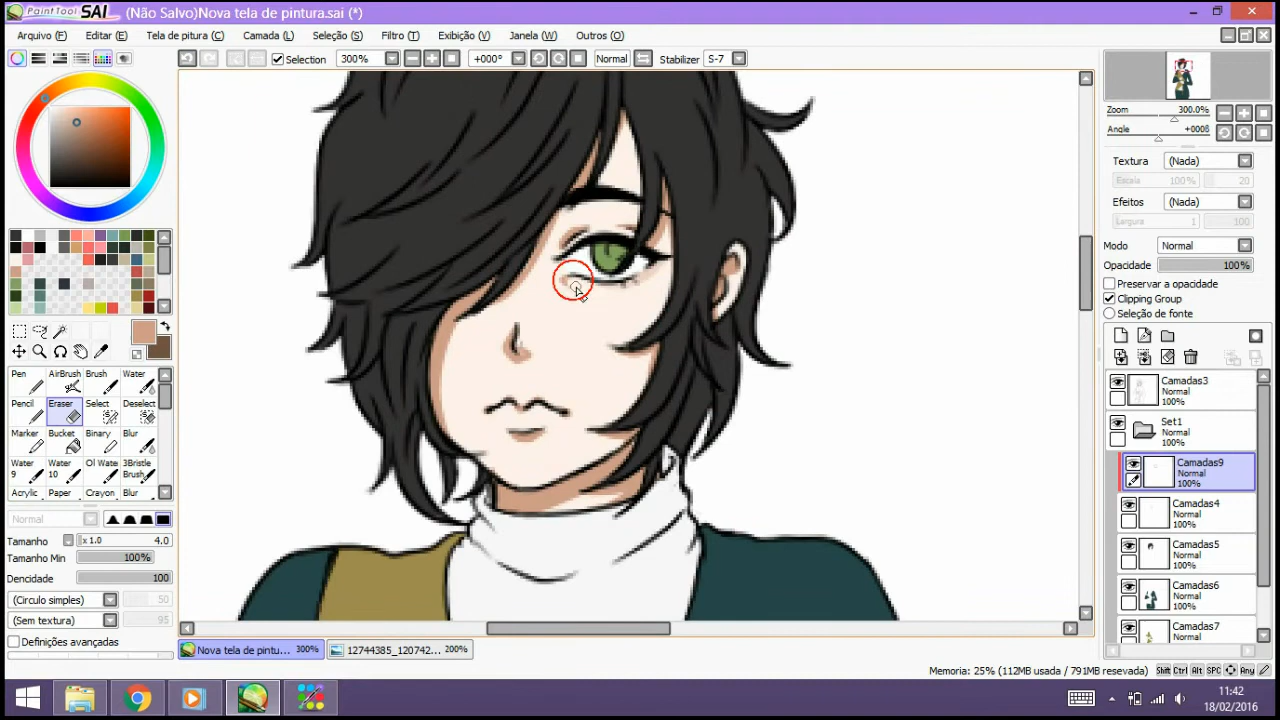 PaintTool SAI (Não Salvo)Nova tela de pintura.sai (*)
Arquivo (F) Editar (E) Tela de pitura (C) Camada (L) Seleção (S) Filtro (T) Exibição (V) Janela (W) Outros (O)
Selection 300% +000° Normal Stabilizer S-7
Zoom 300.0%
Angle +000ß
Textura (Nada)
Escala 100% 20
Efeitos (Nada)
Largura 1 100
Modo Normal
Opacidade 100%
Preservar a opacidade
Clipping Group
Seleção de fonte
Pen AirBrush Brush Water
Pencil Eraser Select Deselect
Marker Bucket Binary Blur
Water 9 Water 10 Oil Water 3Bristle Brush
Acrylic Paper Crayon Blur
Normal
Tamanho x 1.0 4.0
Tamanho Min 100%
Dencidade 100
(Circulo simples) 50
(Sem textura) 95
Definições avançadas
Camadas3
Normal
100%
Set1
Normal
100%
Camadas9
Normal
100%
Camadas4
Normal
100%
Camadas5
Normal
100%
Camadas6
Normal
100%
Camadas7
Normal
Nova tela de pintu... 300% 12744385_120742... 200%
Memoria: 25% (112MB usada / 791MB reservada) Shift Ctrl Alt SPC Any
11:42
18/02/2016